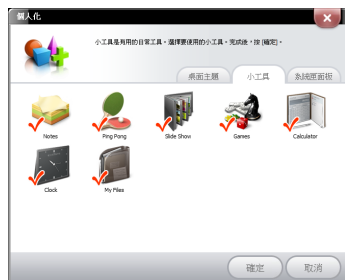 個人化
小工具是有用的日常工具。選擇要使用的小工具。完成後，按 [確定]。
桌面主題 小工具 系統匣面板
Notes Ping Pong Slide Show Games Calculator
Clock My Files
確定 取消